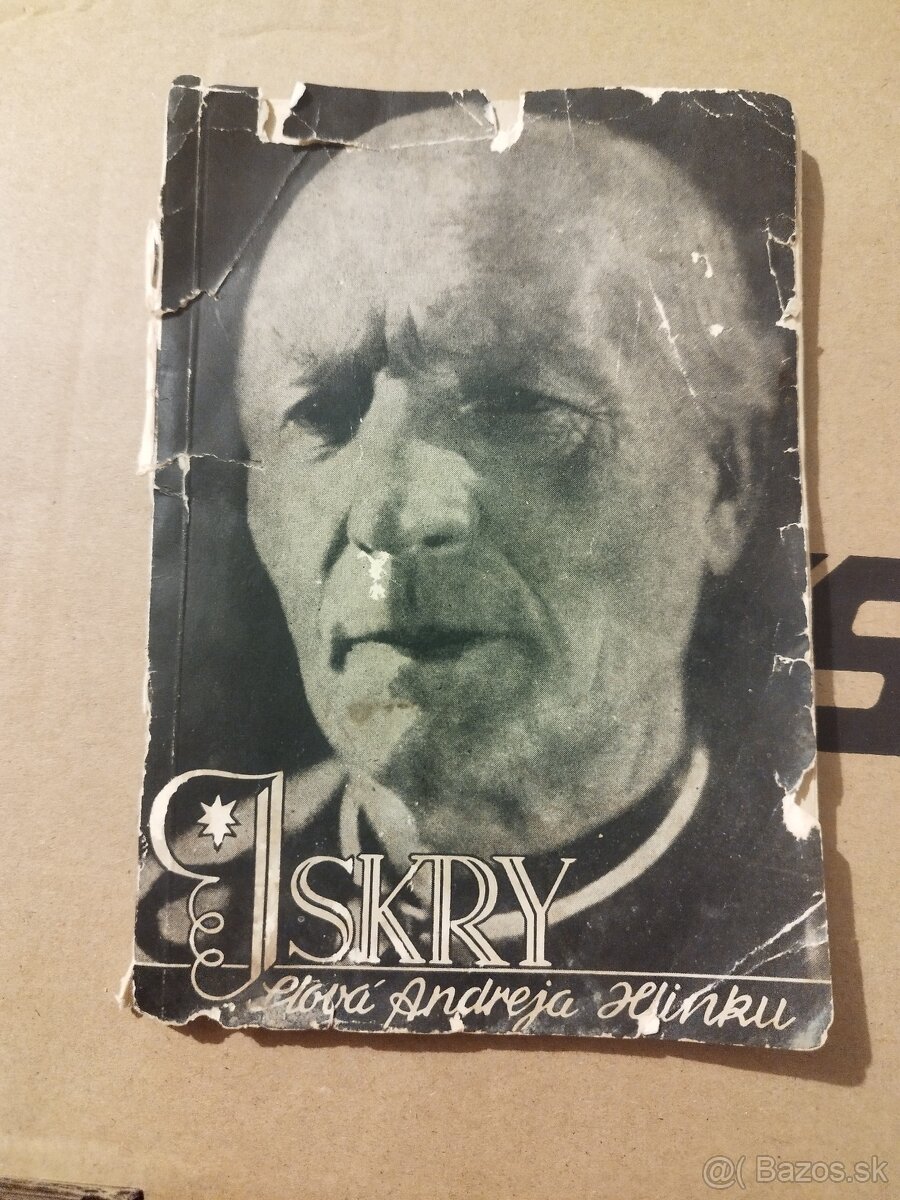 ISKRY
Slová Andreja Hlinku
S
@( Bazos.sk